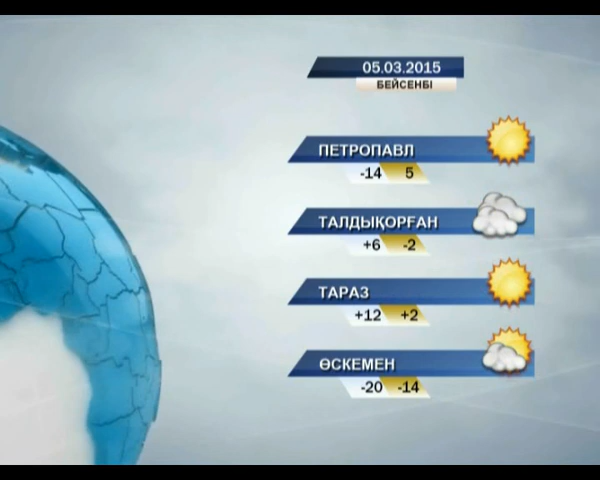 05.03.2015
БЕЙСЕНБІ
ПЕТРОПАВЛ
-14 5
ТАЛДЫҚОРҒАН
+6 -2
ТАРАЗ
+12 +2
ӨСКЕМЕН
-20 -14